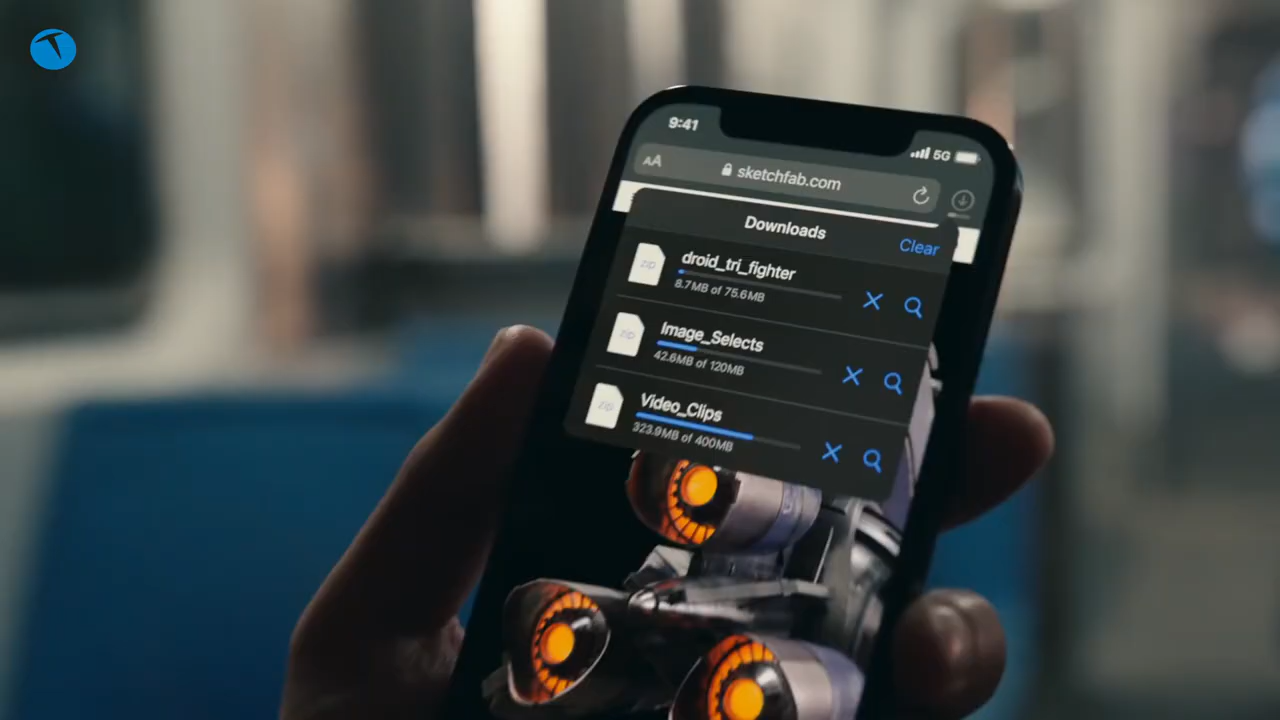 9:41
5G
AA
sketchfab.com
Downloads
Clear
zip
droid_tri_fighter
8.7MB of 75.6MB
zip
Image_Selects
42.6MB of 120MB
zip
Video_Clips
323.9MB of 400MB